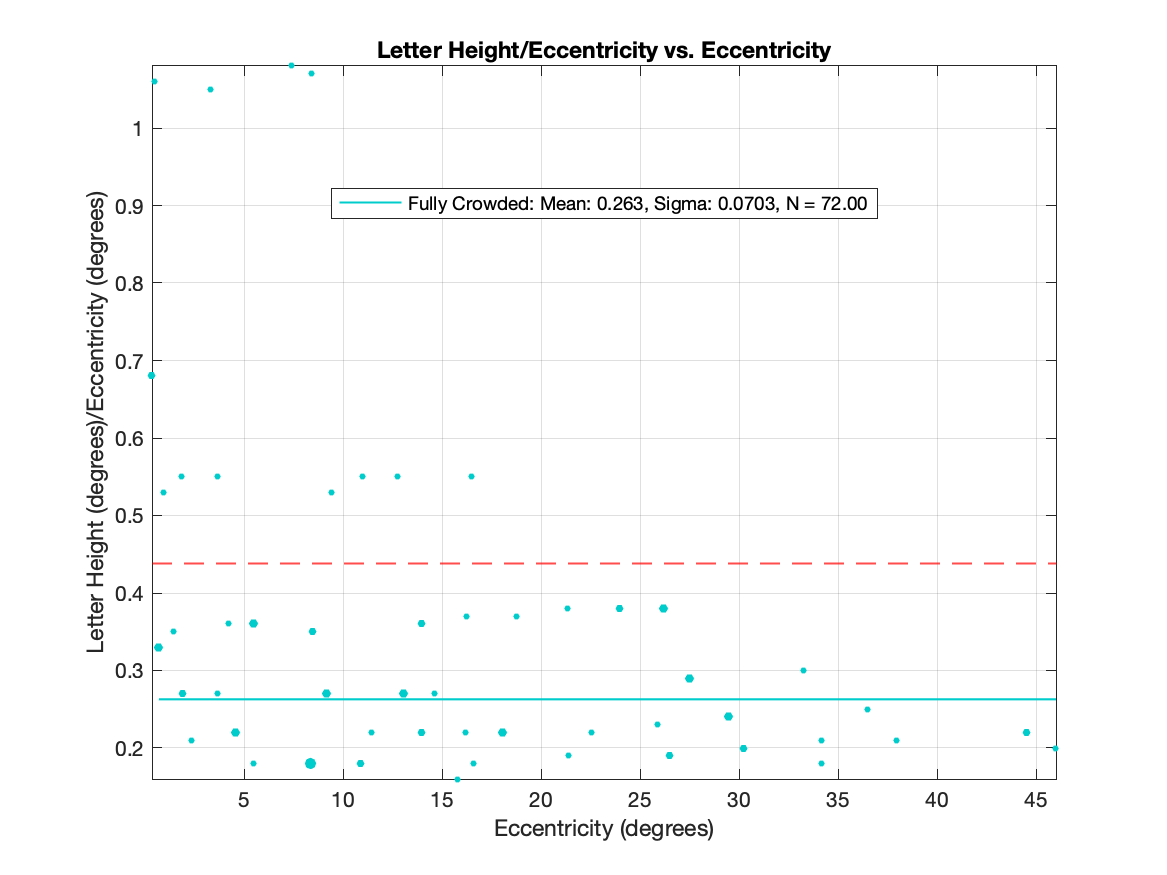 Letter Height/Eccentricity vs. Eccentricity
1
0.9
0.8
0.7
0.6
0.5
0.4
0.3
0.2
Letter Height (degrees)/Eccentricity (degrees)
Fully Crowded: Mean: 0.263, Sigma: 0.0703, N = 72.00
5 10 15 20 25 30 35 40 45
Eccentricity (degrees)